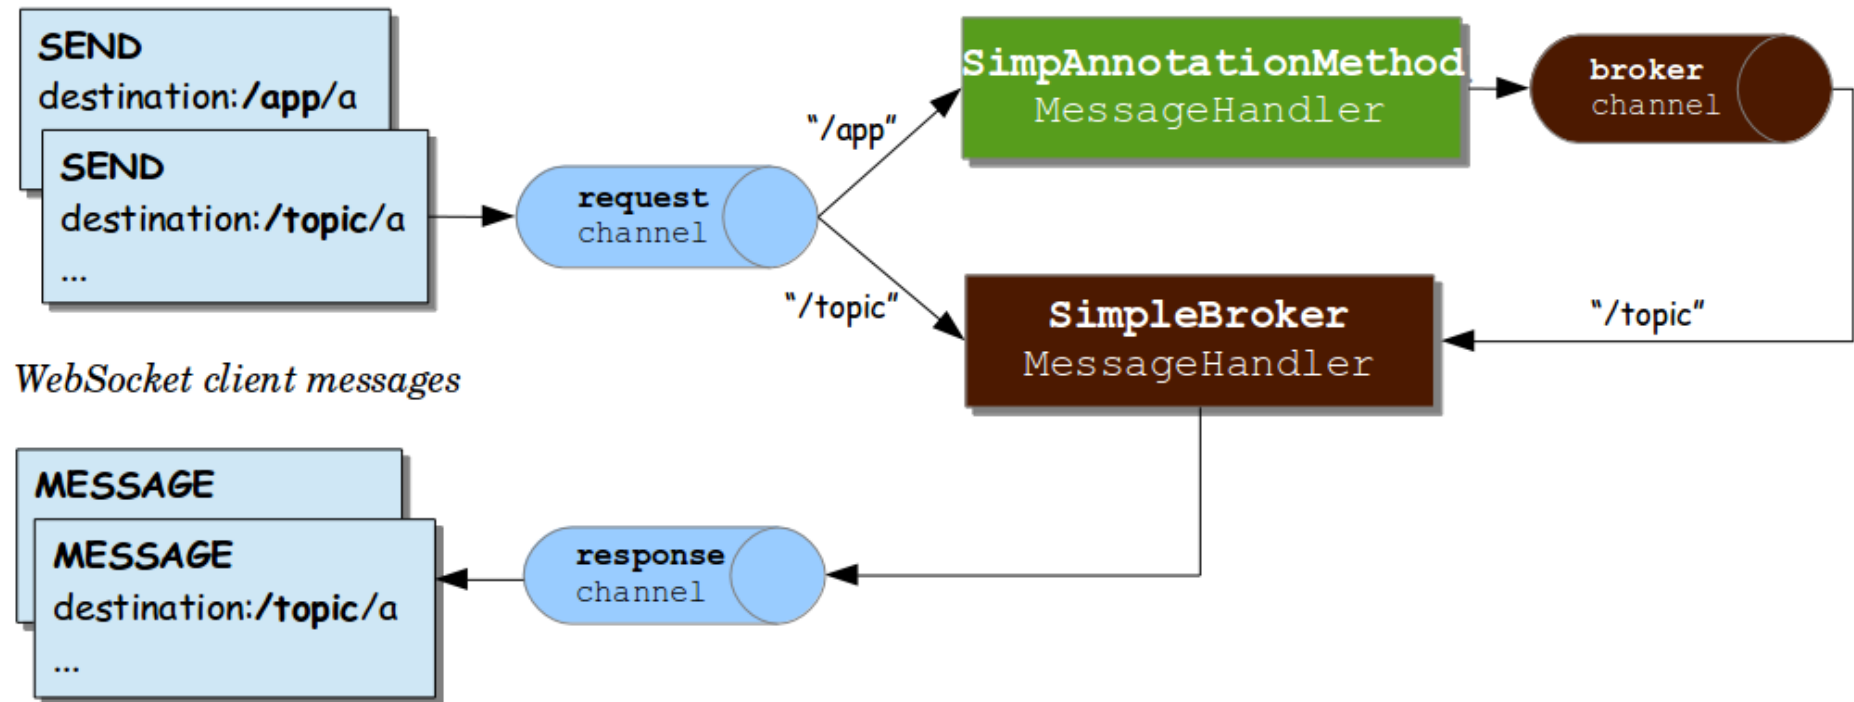 SEND
destination:/app/a
SEND
destination:/topic/a
...
WebSocket client messages
request
channel
“/app”
“/topic”
SimpAnnotationMethod
MessageHandler
broker
channel
SimpleBroker
MessageHandler
“/topic”
MESSAGE
MESSAGE
destination:/topic/a
...
response
channel